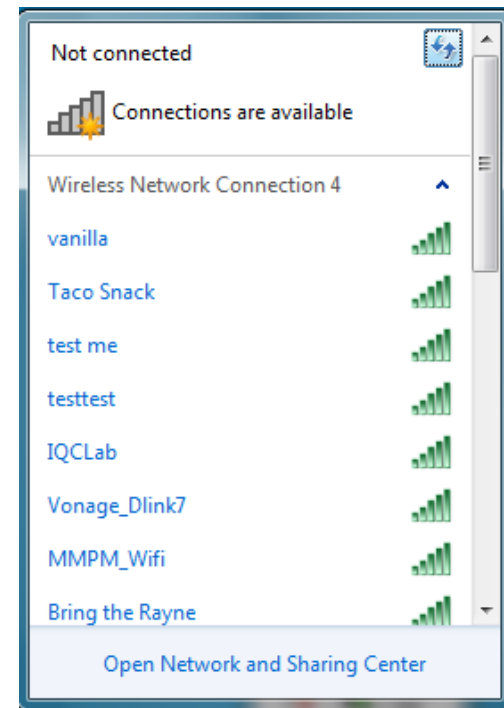 Not connected
Connections are available
Wireless Network Connection 4
vanilla
Taco Snack
test me
testtest
IQCLab
Vonage_Dlink7
MMPM_Wifi
Bring the Rayne
Open Network and Sharing Center